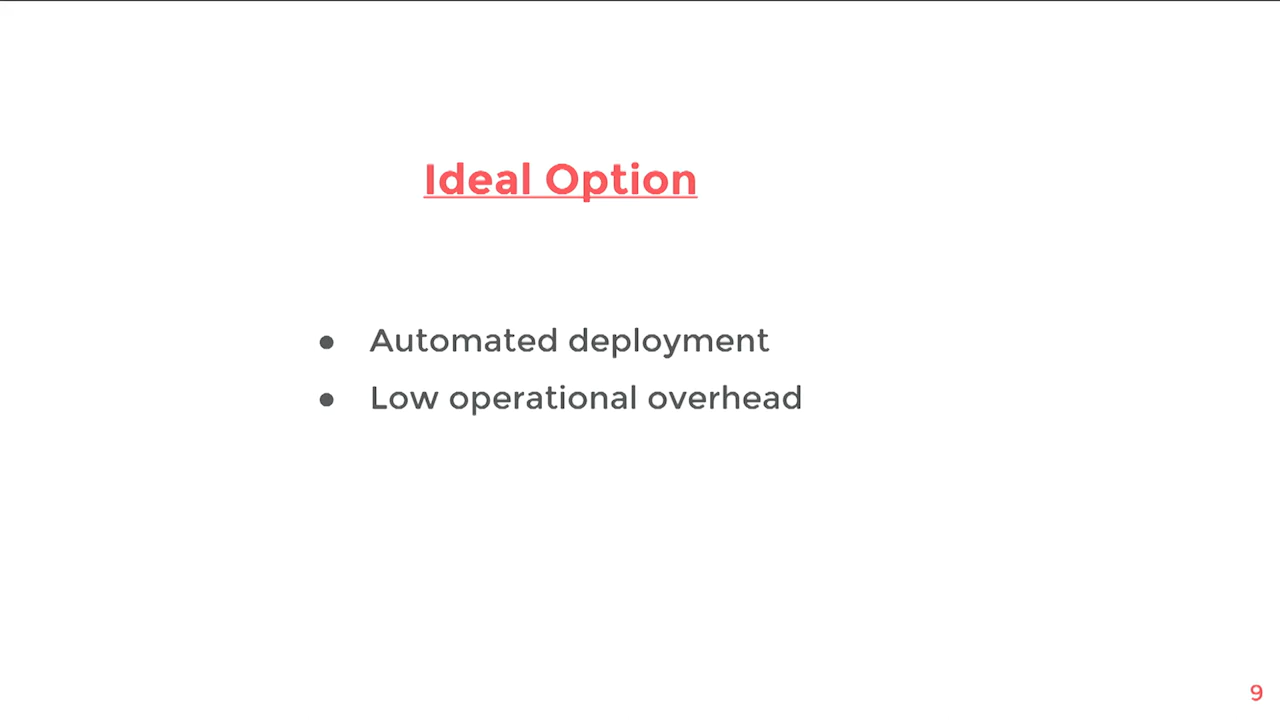 Ideal Option
● Automated deployment
● Low operational overhead
9